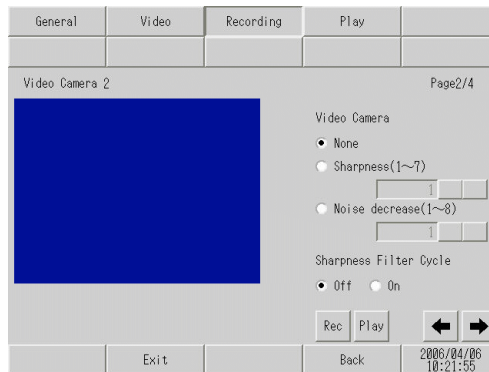 General Video Recording Play
Video Camera 2 Page2/4
Video Camera
None
Sharpness(1～7)
1
Noise decrease(1～8)
1
Sharpness Filter Cycle
Off On
Rec Play
Exit Back 2006/04/06
10:21:55